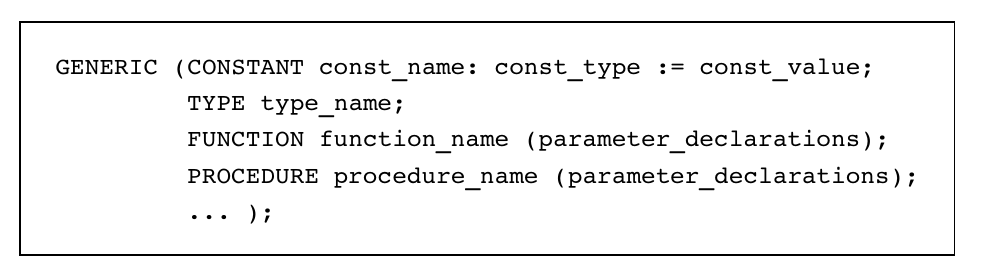 GENERIC (CONSTANT const_name: const_type := const_value;
TYPE type_name;
FUNCTION function_name (parameter_declarations);
PROCEDURE procedure_name (parameter_declarations);
... );